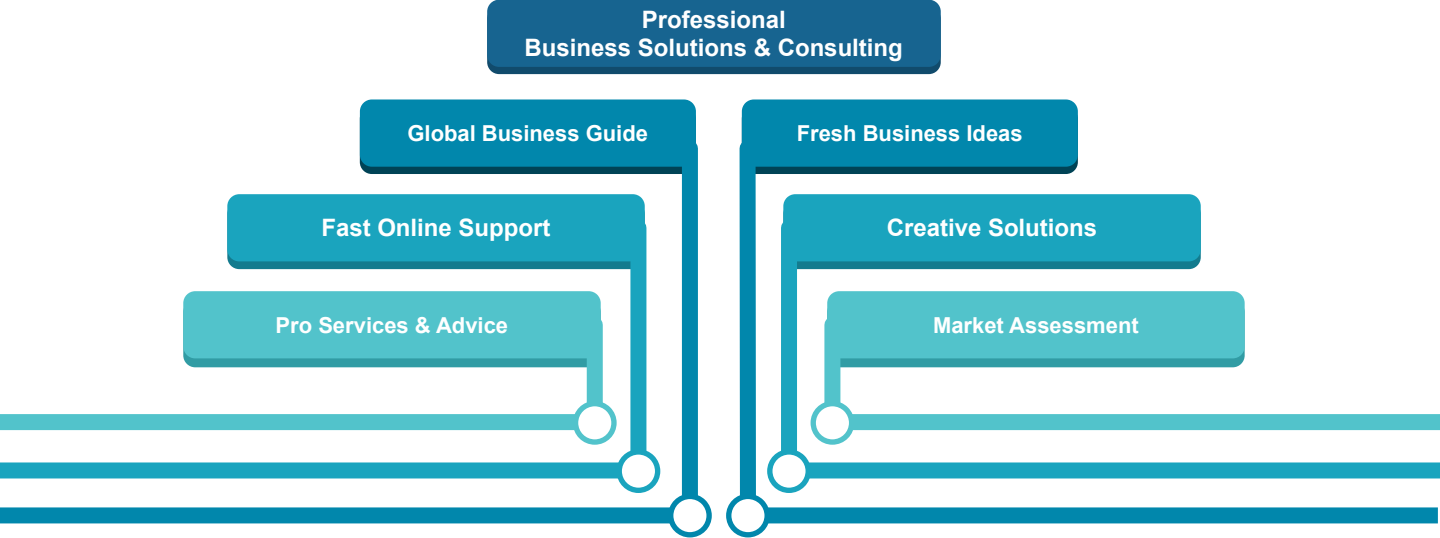 Professional
Business Solutions & Consulting
Global Business Guide
Fresh Business Ideas
Fast Online Support
Creative Solutions
Pro Services & Advice
Market Assessment